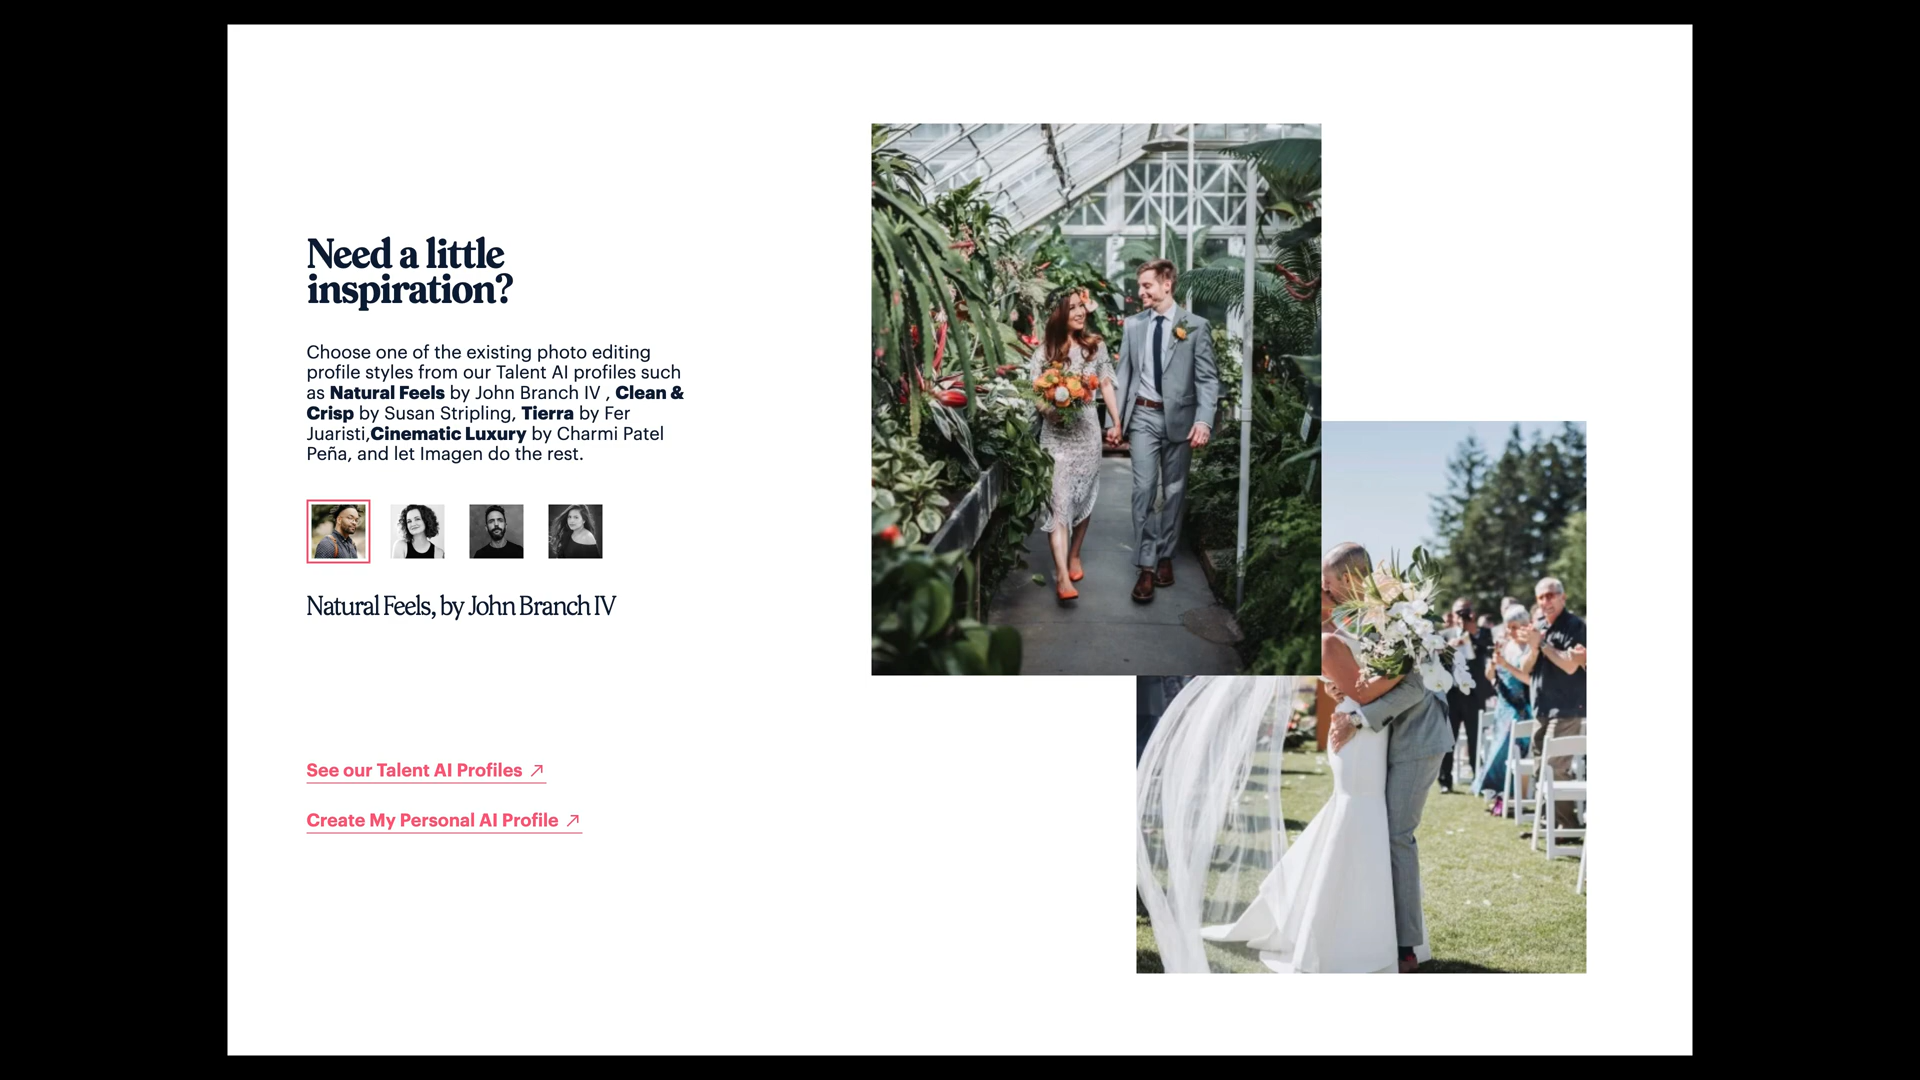 Need a little
inspiration?
Choose one of the existing photo editing
profile styles from our Talent AI profiles such
as Natural Feels by John Branch IV , Clean &
Crisp by Susan Stripling, Tierra by Fer
Juaristi,Cinematic Luxury by Charmi Patel
Peña, and let Imagen do the rest.
Natural Feels, by John Branch IV
See our Talent AI Profiles ↗
Create My Personal AI Profile ↗